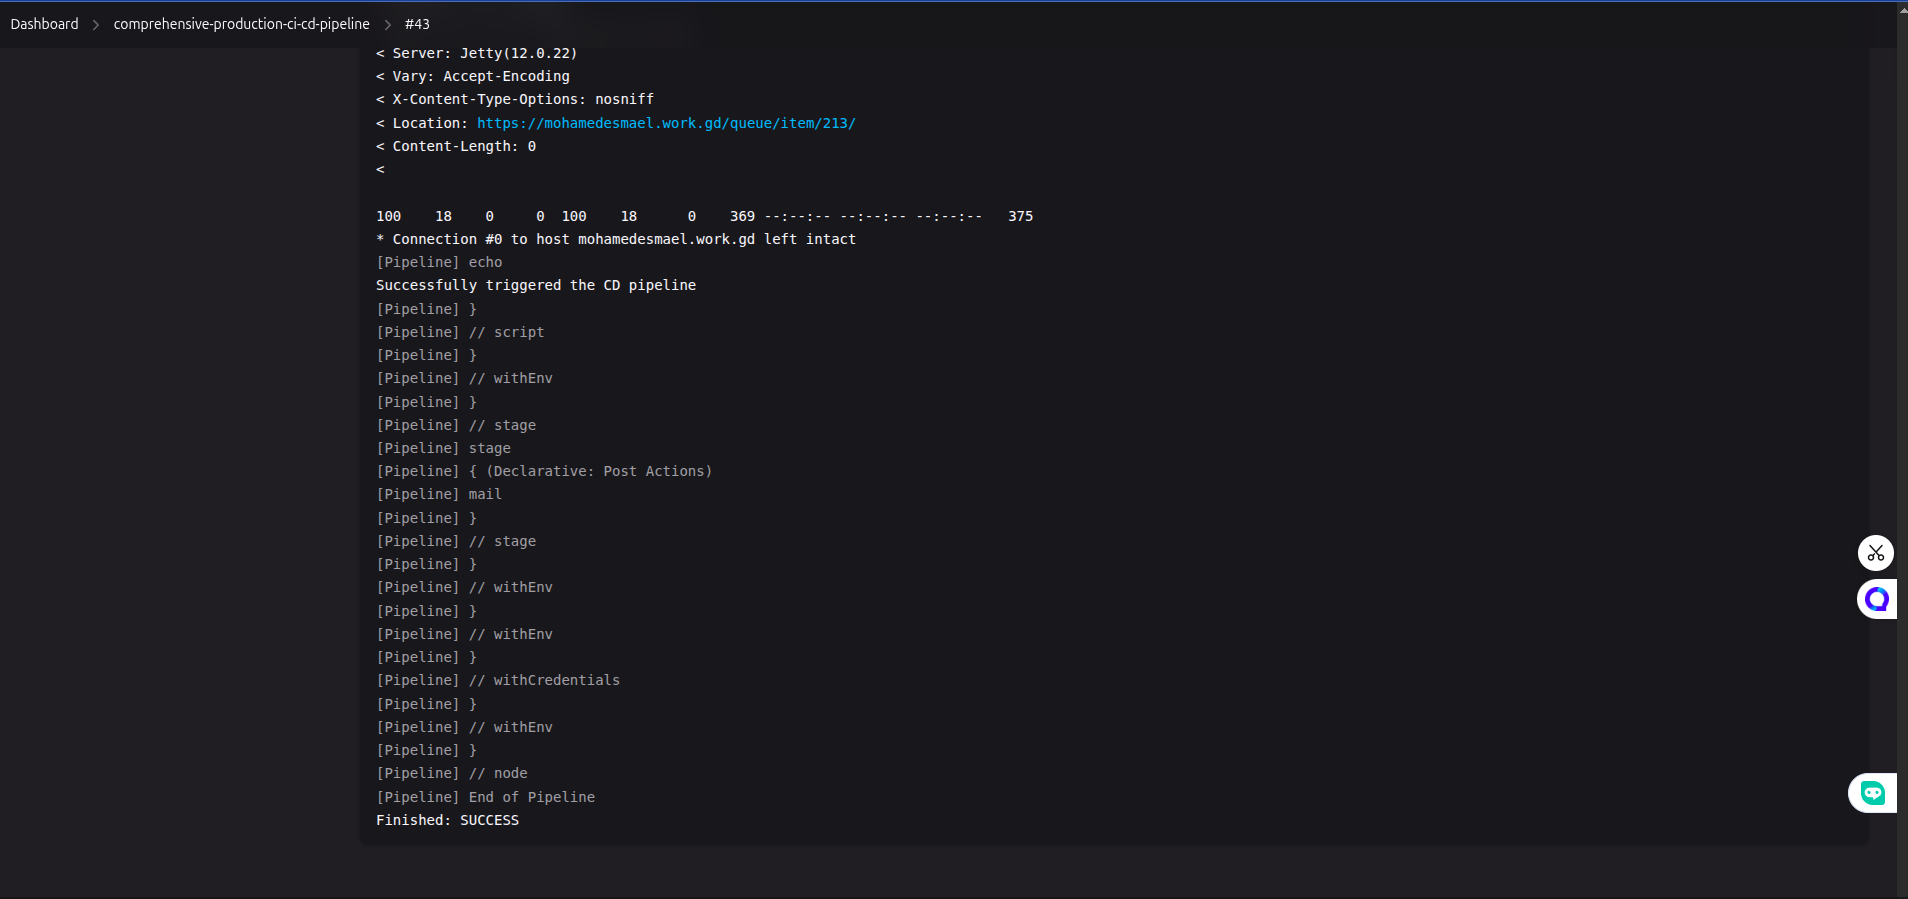 Dashboard > comprehensive-production-ci-cd-pipeline > #43
< Server: Jetty(12.0.22)
< Vary: Accept-Encoding
< X-Content-Type-Options: nosniff
< Location: https://mohamedesmael.work.gd/queue/item/213/
< Content-Length: 0
<
100    18    0     0  100    18      0    369 --:--:-- --:--:-- --:--:--   375
* Connection #0 to host mohamedesmael.work.gd left intact
[Pipeline] echo
Successfully triggered the CD pipeline
[Pipeline] }
[Pipeline] // script
[Pipeline] }
[Pipeline] // withEnv
[Pipeline] }
[Pipeline] // stage
[Pipeline] stage
[Pipeline] { (Declarative: Post Actions)
[Pipeline] mail
[Pipeline] }
[Pipeline] // stage
[Pipeline] }
[Pipeline] // withEnv
[Pipeline] }
[Pipeline] // withEnv
[Pipeline] }
[Pipeline] // withCredentials
[Pipeline] }
[Pipeline] // withEnv
[Pipeline] }
[Pipeline] // node
[Pipeline] End of Pipeline
Finished: SUCCESS